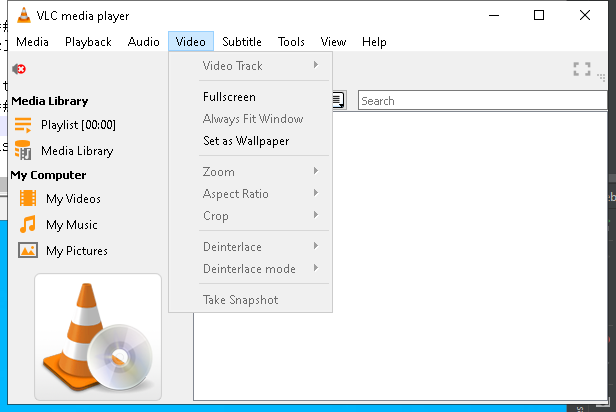 VLC media player
Media Playback Audio Video Subtitle Tools View Help
Video Track
Fullscreen
Always Fit Window
Set as Wallpaper
Zoom
Aspect Ratio
Crop
Deinterlace
Deinterlace mode
Take Snapshot
Search
Media Library
Playlist [00:00]
Media Library
My Computer
My Videos
My Music
My Pictures